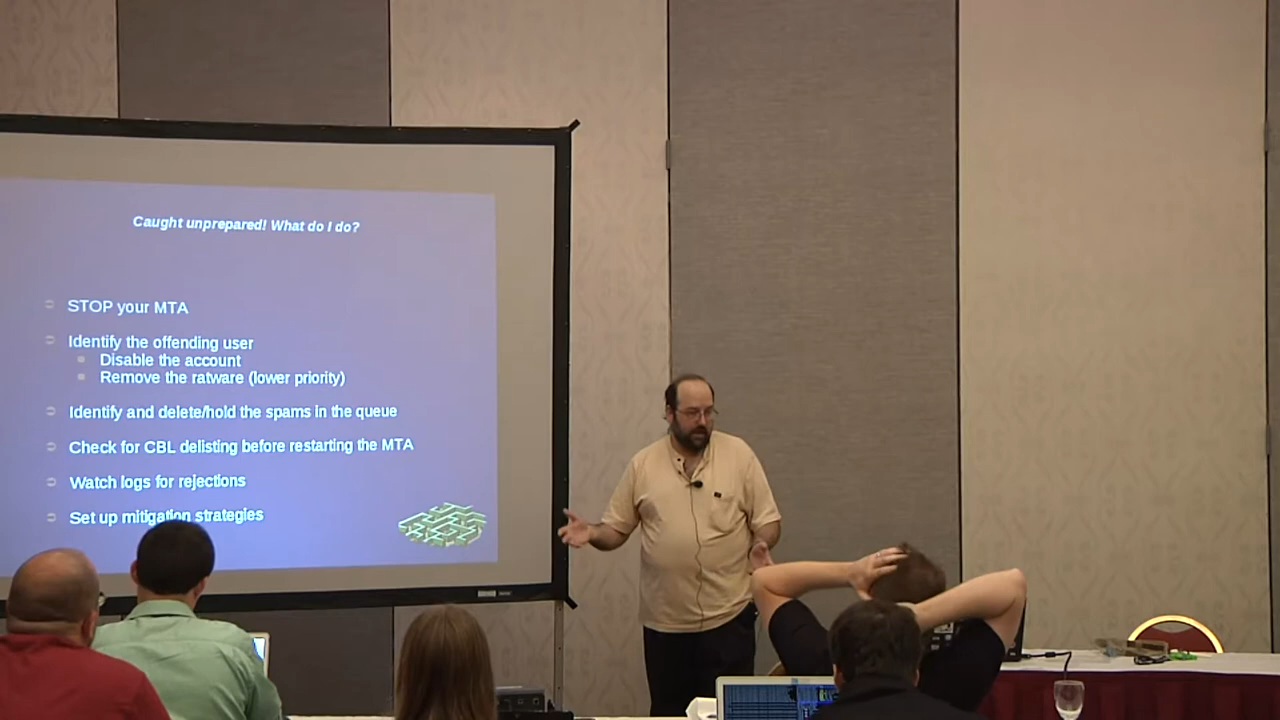 Caught unprepared! What do I do?
STOP your MTA
Identify the offending user
Disable the account
Remove the ratware (lower priority)
Identify and delete/hold the spams in the queue
Check for CBL delisting before restarting the MTA
Watch logs for rejections
Set up mitigation strategies